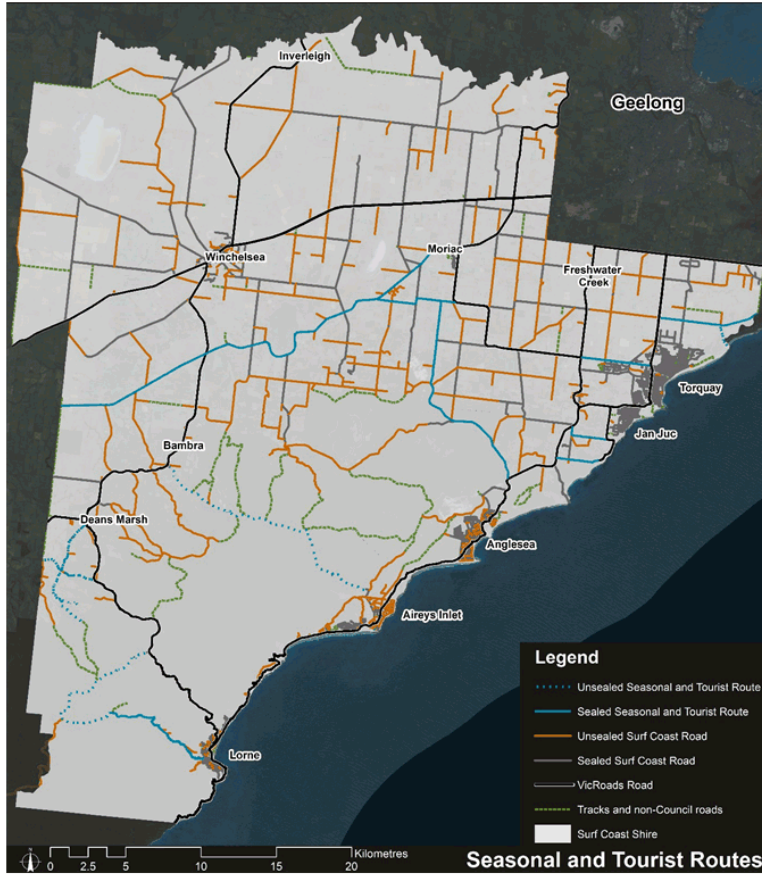 Inverleigh
Geelong
Winchelsea
Moriac
Freshwater
Creek
Torquay
Jan Juc
Bambra
Deans Marsh
Anglesea
Aireys Inlet
Lorne
Legend
Unsealed Seasonal and Tourist Route
Sealed Seasonal and Tourist Route
Unsealed Surf Coast Road
Sealed Surf Coast Road
VicRoads Road
Tracks and non-Council roads
Surf Coast Shire
Kilometres
0 2.5 5 10 15 20
Seasonal and Tourist Routes